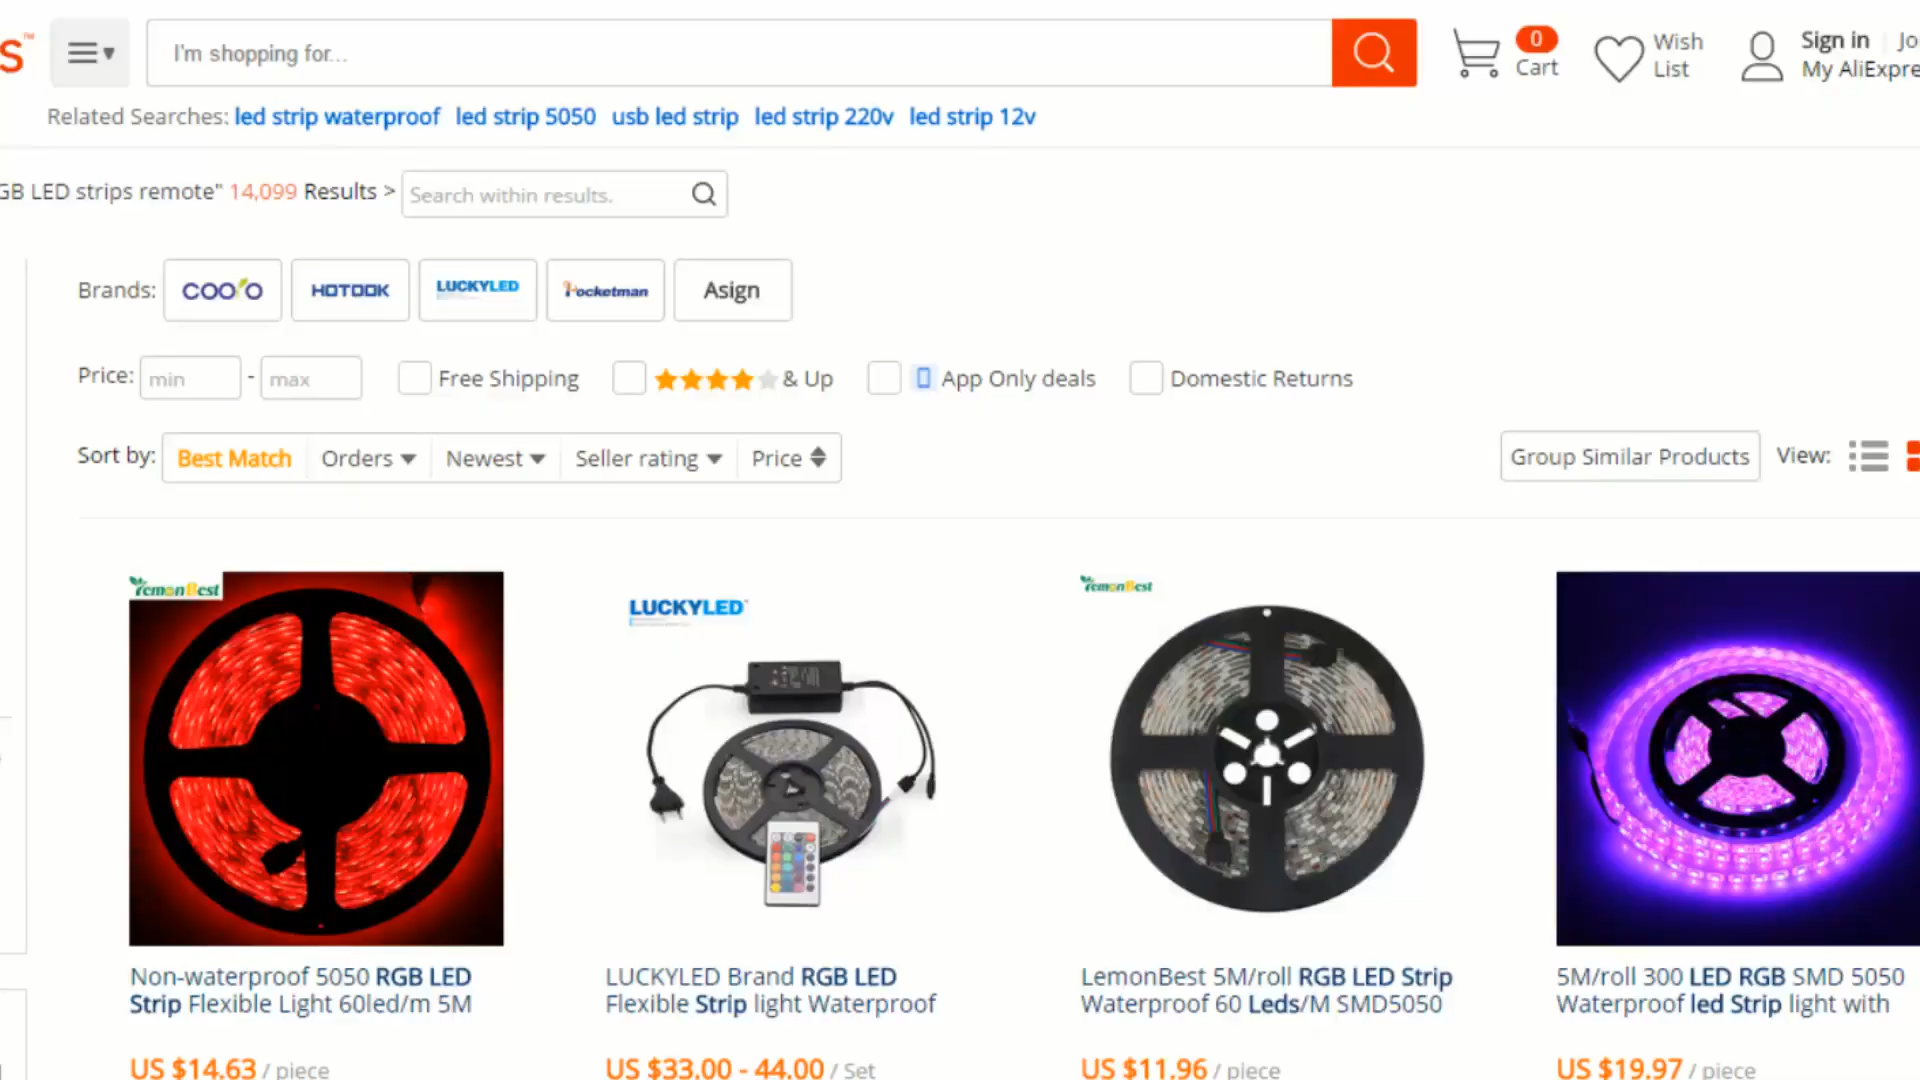 s™
I'm shopping for...
0
Cart
Wish
List
Sign in
Jo
My AliExpre
Related Searches: led strip waterproof led strip 5050 usb led strip led strip 220v led strip 12v
GB LED strips remote" 14,099 Results >
Search within results.
Brands: COOLO HOTOOK LUCKYLED Pocketman Asign
Price: min - max Free Shipping & Up App Only deals Domestic Returns
Sort by: Best Match Orders Newest Seller rating Price
Group Similar Products View:
LemonBest
LUCKYLED
LemonBest
Non-waterproof 5050 RGB LED
Strip Flexible Light 60led/m 5M
US $14.63 / piece
LUCKYLED Brand RGB LED
Flexible Strip light Waterproof
US $33.00 - 44.00 / Set
LemonBest 5M/roll RGB LED Strip
Waterproof 60 Leds/M SMD5050
US $11.96 / piece
5M/roll 300 LED RGB SMD 5050
Waterproof led Strip light with
US $19.97 / piece